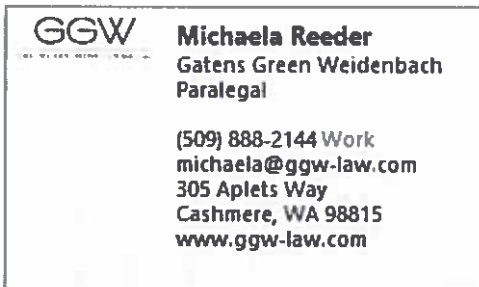 GGW
Michaela Reeder
Gatens Green Weidenbach
Paralegal
(509) 888-2144 Work
michaela@ggw-law.com
305 Aplets Way
Cashmere, WA 98815
www.ggw-law.com